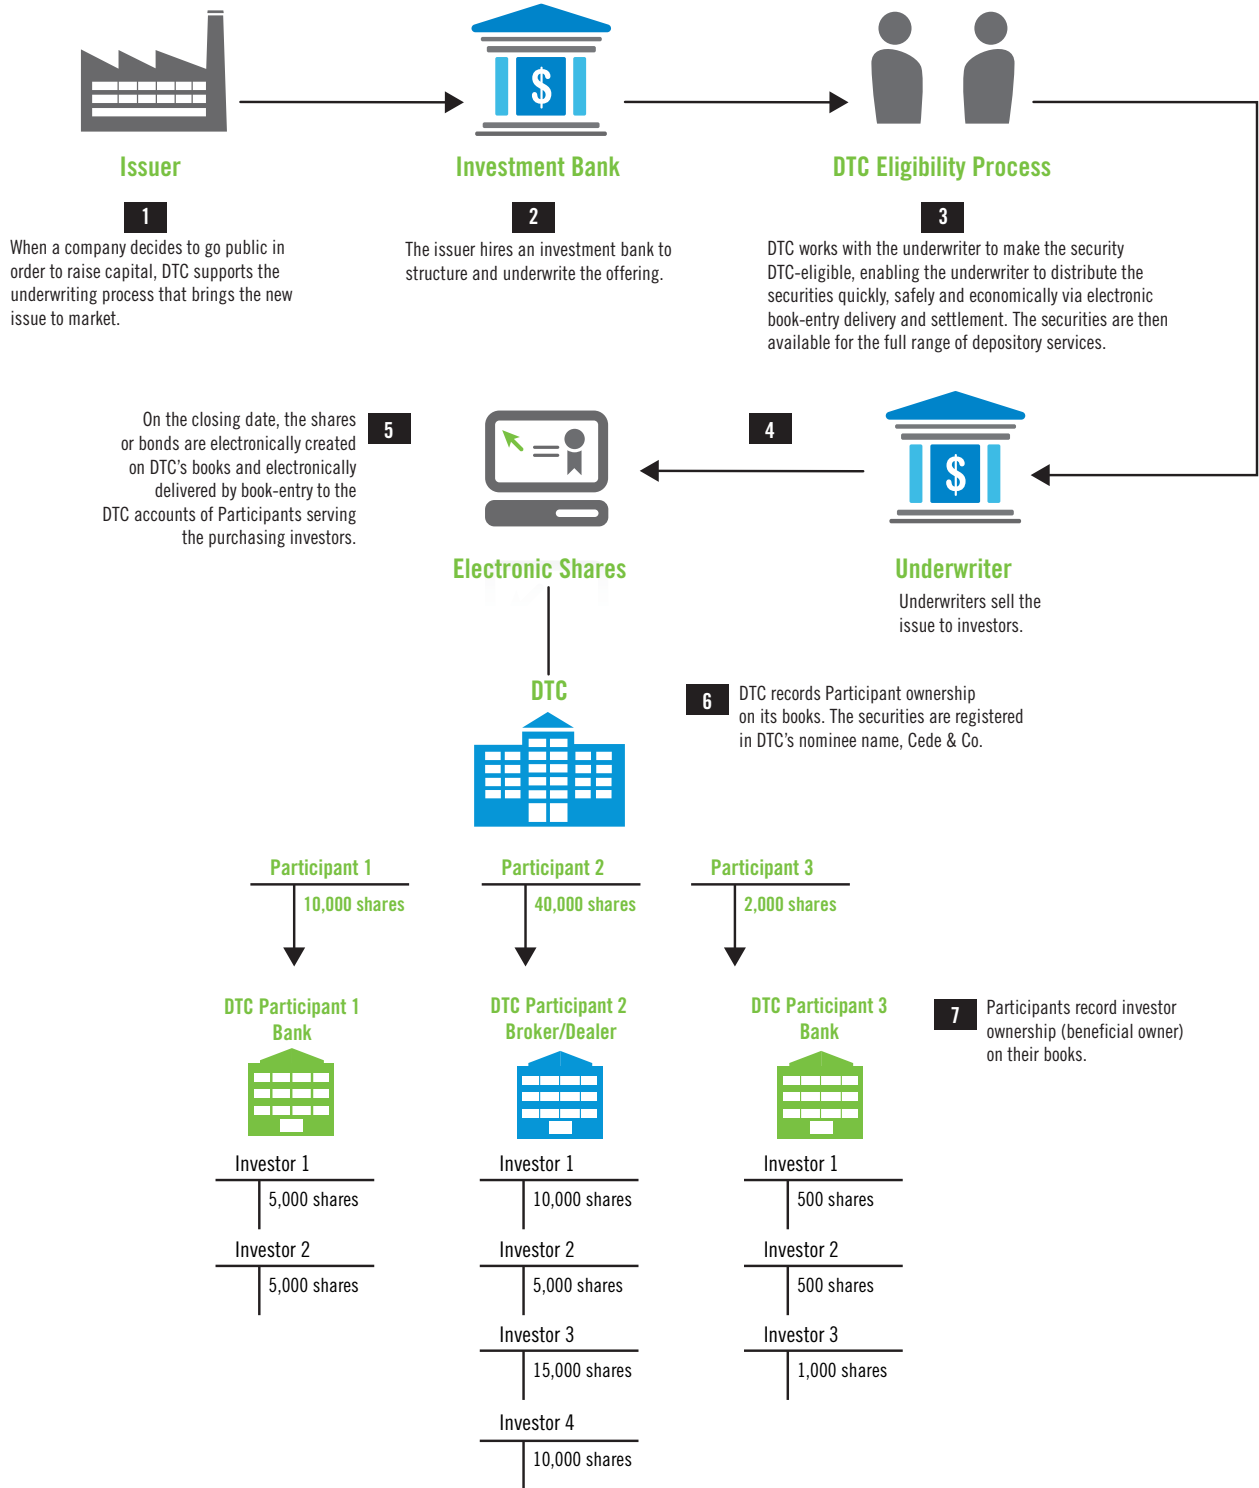 $
Issuer
Investment Bank
DTC Eligibility Process
1
When a company decides to go public in
order to raise capital, DTC supports the
underwriting process that brings the new
issue to market.
2
The issuer hires an investment bank to
structure and underwrite the offering.
3
DTC works with the underwriter to make the security
DTC-eligible, enabling the underwriter to distribute the
securities quickly, safely and economically via electronic
book-entry delivery and settlement. The securities are then
available for the full range of depository services.
4
$
Underwriter
Underwriters sell the
issue to investors.
5
On the closing date, the shares
or bonds are electronically created
on DTC's books and electronically
delivered by book-entry to the
DTC accounts of Participants serving
the purchasing investors.
Electronic Shares
DTC
6
DTC records Participant ownership
on its books. The securities are registered
in DTC's nominee name, Cede & Co.
Participant 1
10,000 shares
Participant 2
40,000 shares
Participant 3
2,000 shares
DTC Participant 1
Bank
DTC Participant 2
Broker/Dealer
DTC Participant 3
Bank
7
Participants record investor
ownership (beneficial owner)
on their books.
Investor 1
5,000 shares
Investor 2
5,000 shares
Investor 1
10,000 shares
Investor 2
5,000 shares
Investor 3
15,000 shares
Investor 4
10,000 shares
Investor 1
500 shares
Investor 2
500 shares
Investor 3
1,000 shares